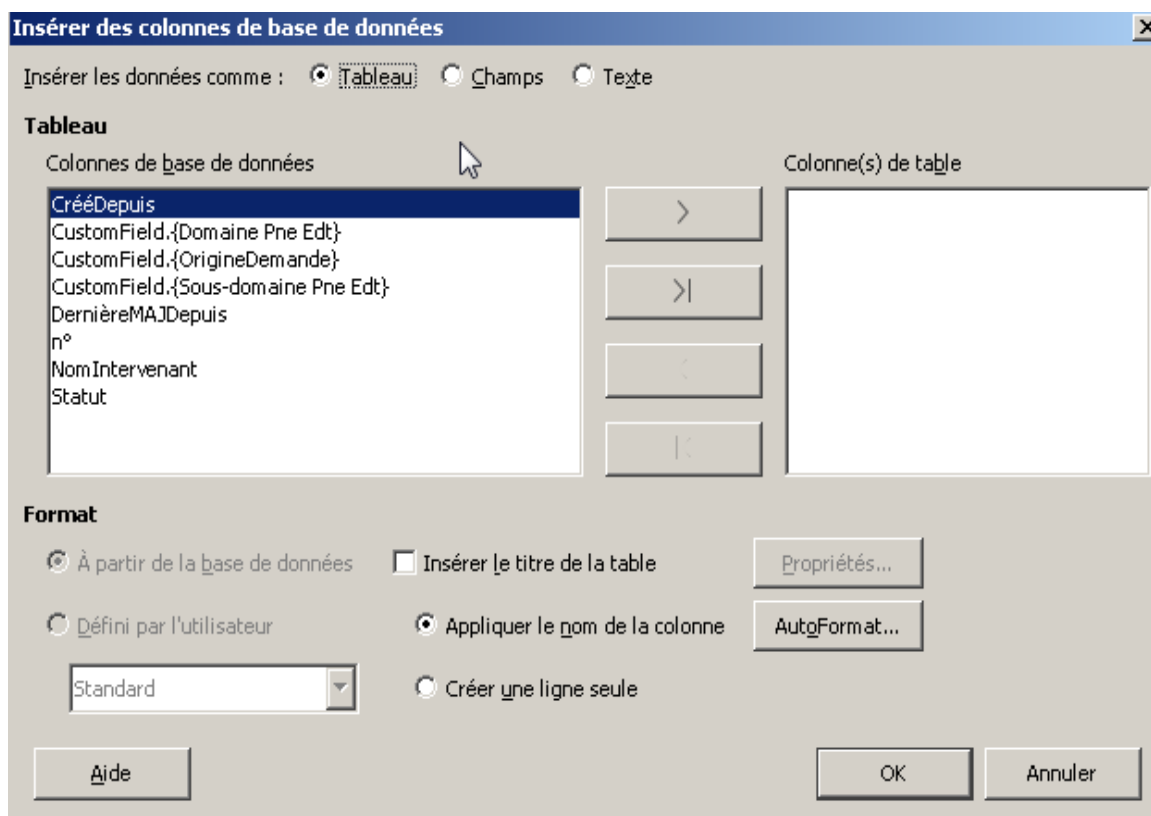 Insérer des colonnes de base de données
Insérer les données comme : Tableau Champs Texte
Tableau
Colonnes de base de données Colonne(s) de table
CrééDepuis
CustomField.{Domaine Pne Edt}
CustomField.{OrigineDemande}
CustomField.{Sous-domaine Pne Edt}
DernièreMAJDepuis
n°
NomIntervenant
Statut
Format
À partir de la base de données Insérer le titre de la table Propriétés...
Défini par l'utilisateur Appliquer le nom de la colonne AutoFormat...
Standard Créer une ligne seule
Aide OK Annuler